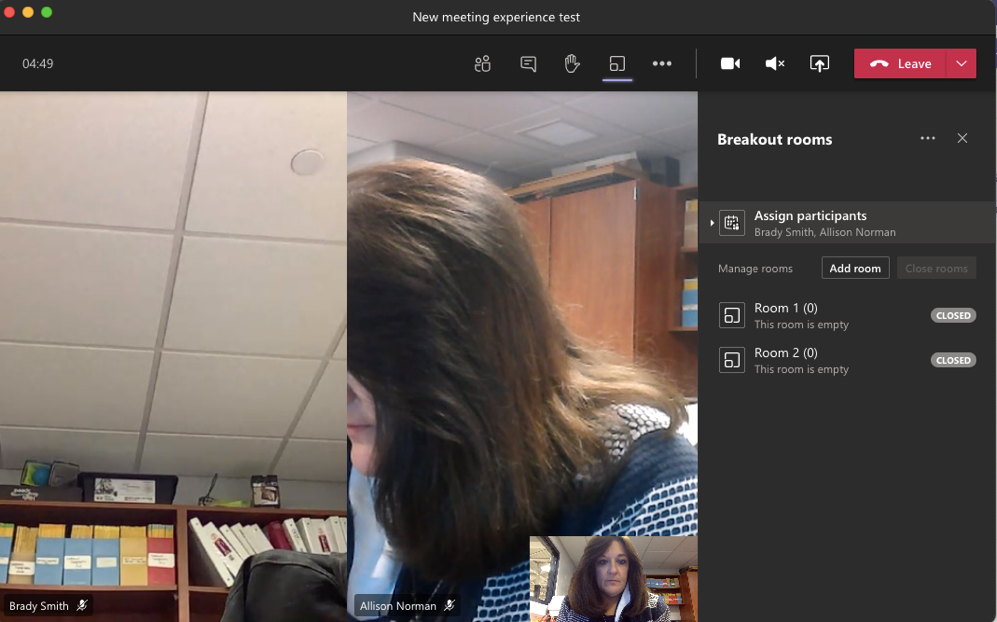 New meeting experience test
04:49
Leave
Breakout rooms
Assign participants
Brady Smith, Allison Norman
Manage rooms
Add room
Close rooms
Room 1 (0)
This room is empty
CLOSED
Room 2 (0)
This room is empty
CLOSED
Brady Smith
Allison Norman